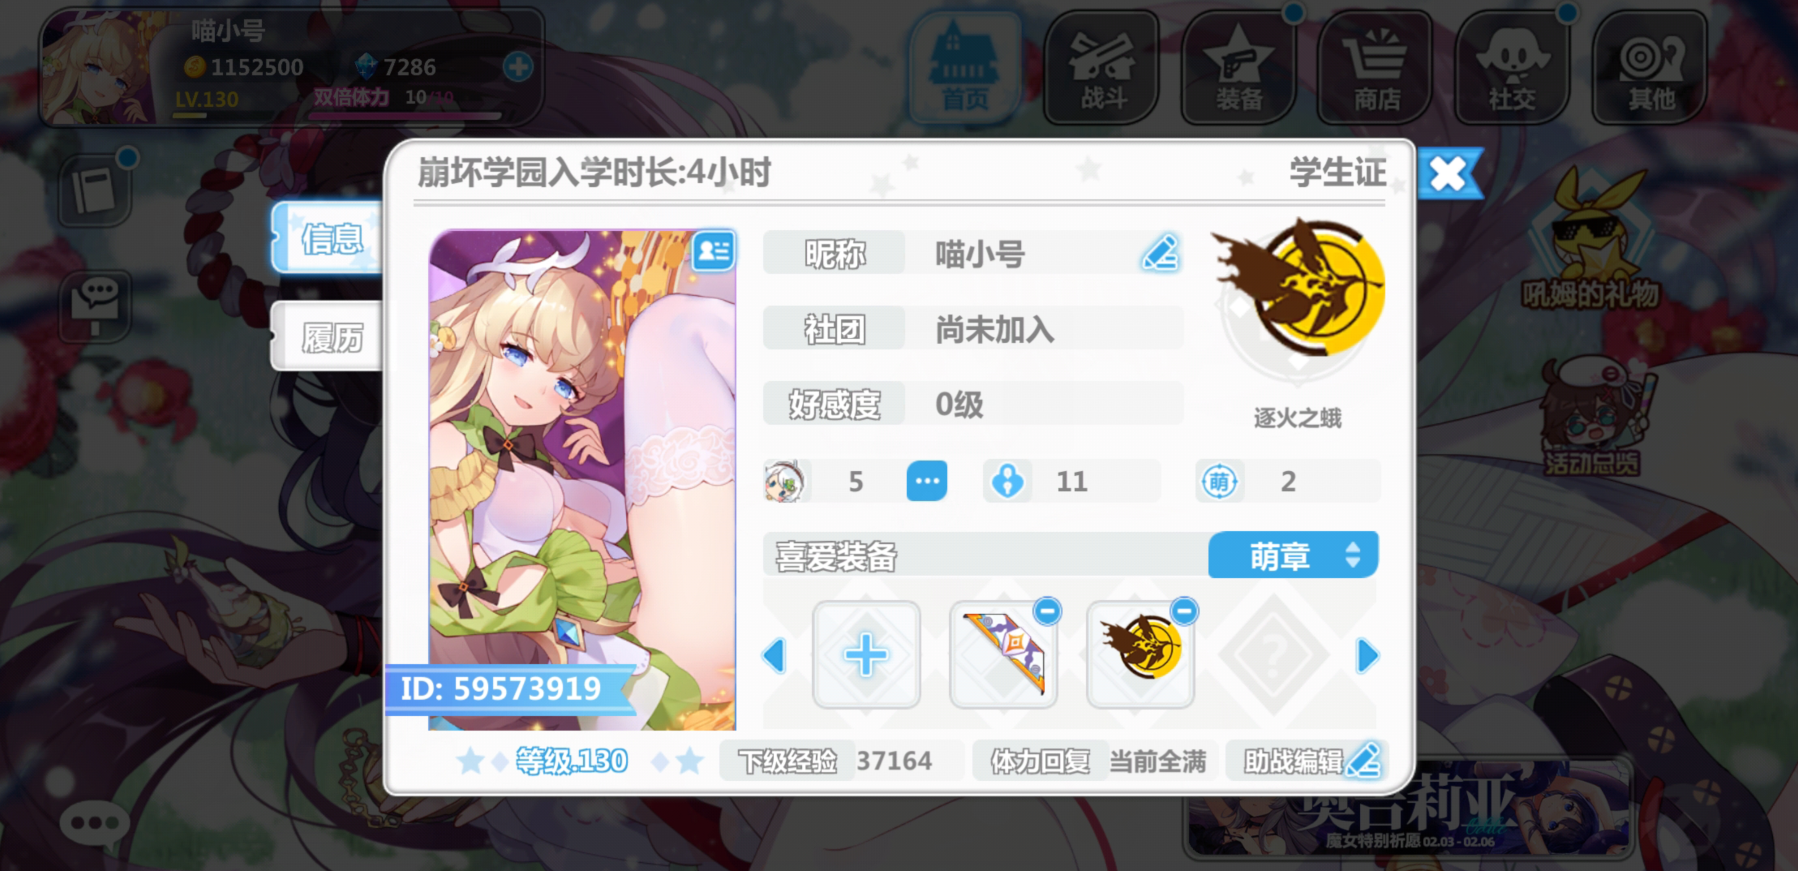 喵小号
1152500
7286
LV.130
双倍体力 10/10
首页
战斗
装备
商店
社交
其他
崩坏学园入学时长:4小时
学生证
信息
履历
昵称 喵小号
社团 尚未加入
好感度 0级
逐火之蛾
5
11
萌 2
喜爱装备
萌章
ID: 59573919
等级.130
下级经验 37164
体力回复 当前全满
助战编辑
吼姆的礼物
活动总览
奥吉莉亚
魔女特别祈愿 02.03 - 02.06